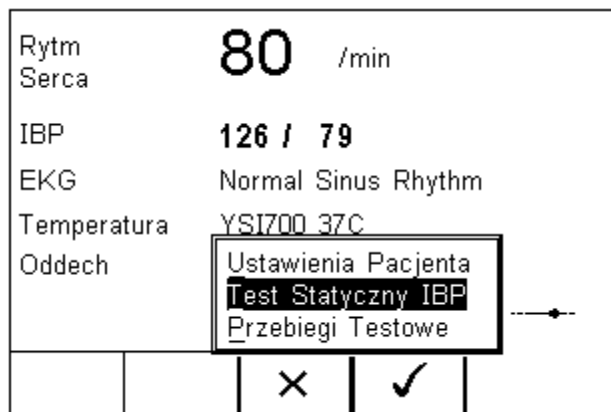 Rytm Serca 80 /min
IBP 126 / 79
EKG Normal Sinus Rhythm
Temperatura YSI700 37C
Oddech
Ustawienia Pacjenta
Test Statyczny IBP
Przebiegi Testowe